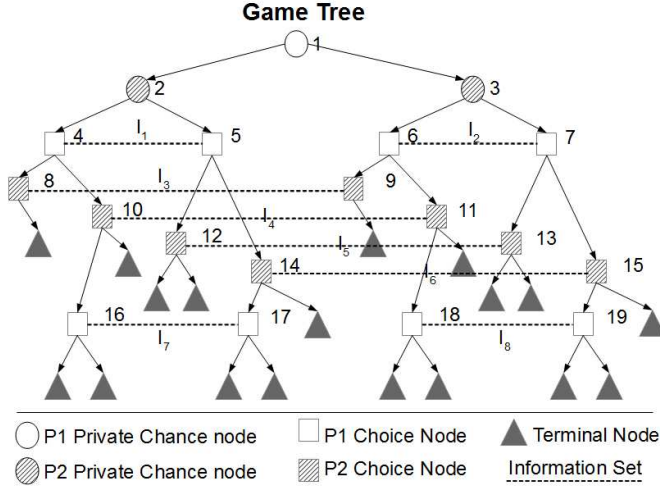 Game Tree
1
2 3
4 I1 5 6 I2 7
8 I3 9
10 I4 11
12 I5 13
14 I6 15
16 I7 17 18 I8 19
P1 Private Chance node P1 Choice Node Terminal Node
P2 Private Chance node P2 Choice Node Information Set